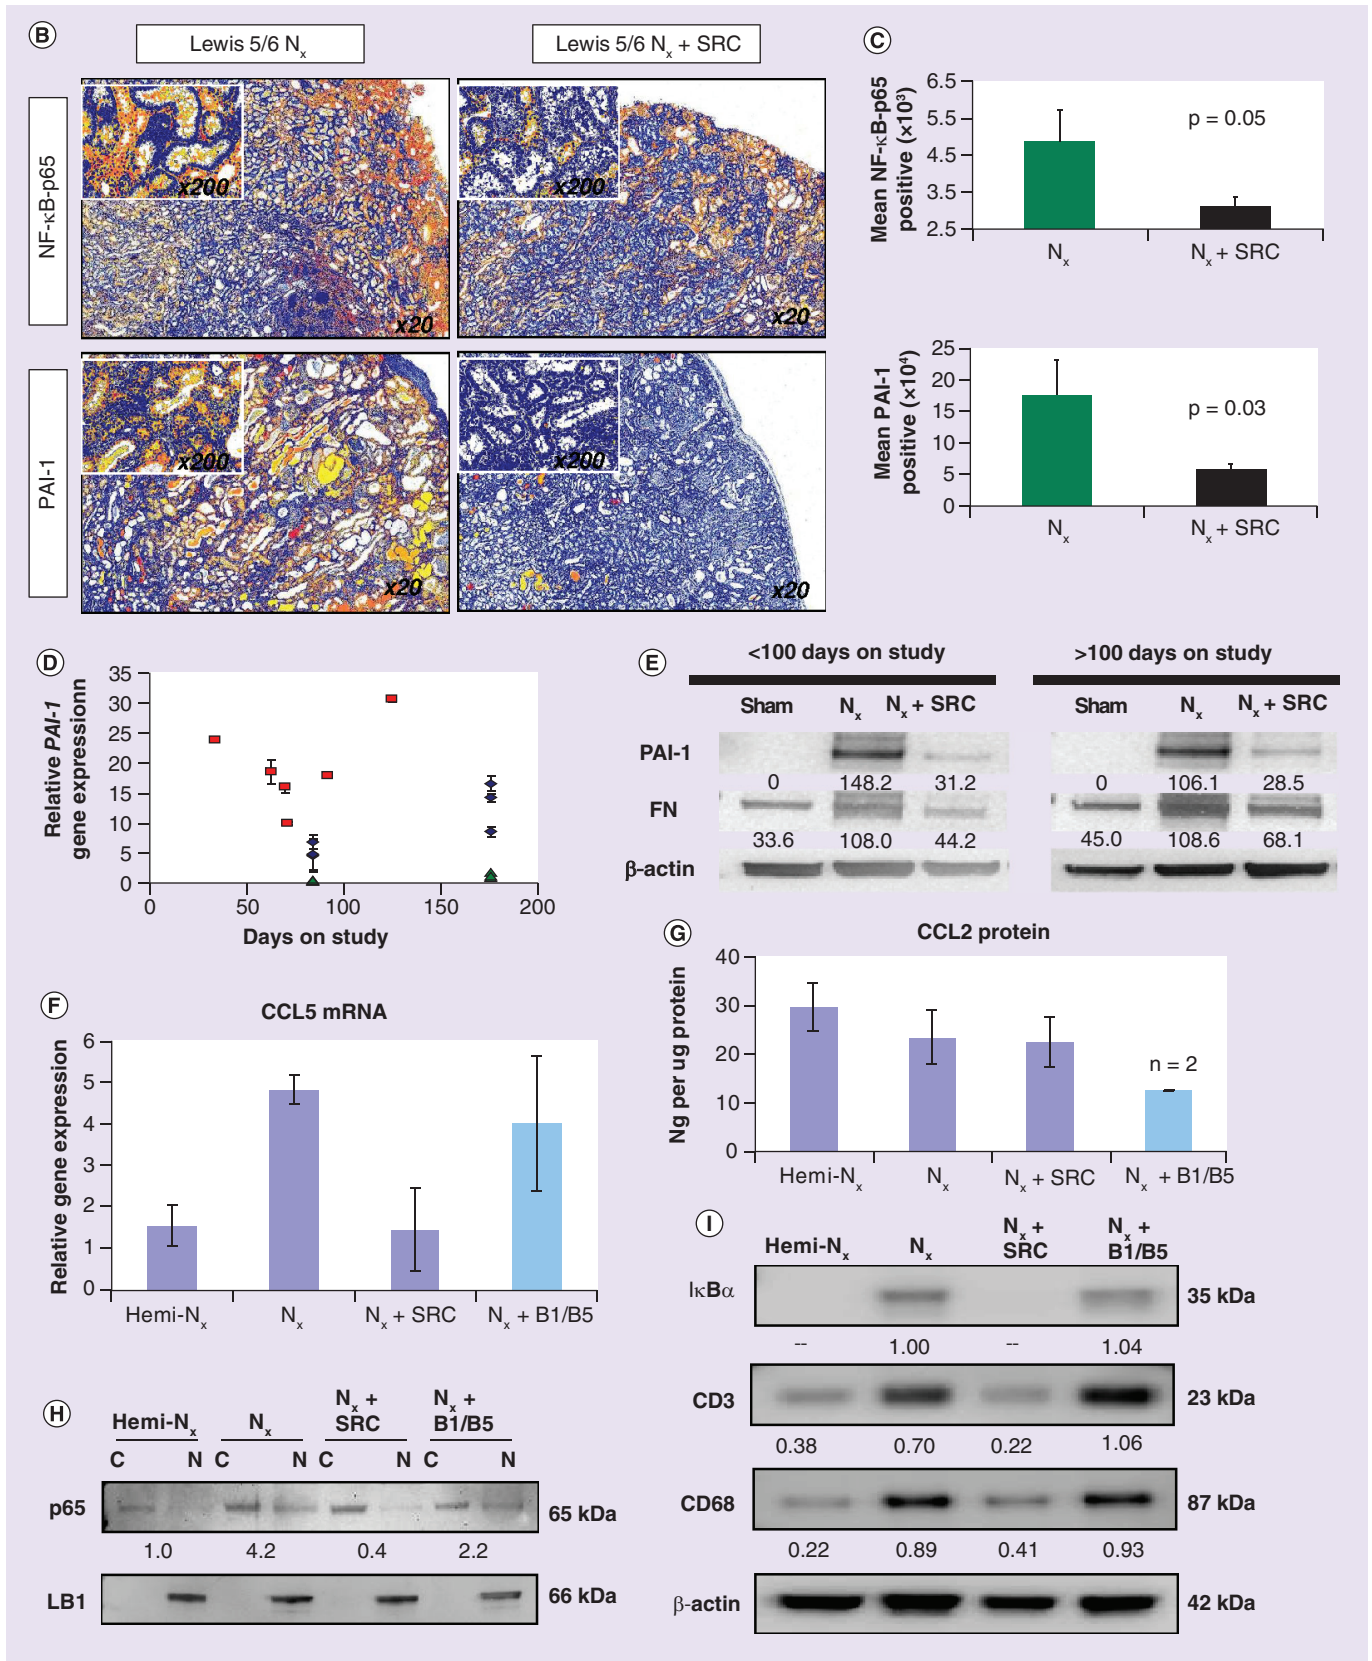 B
Lewis 5/6 Nx
Lewis 5/6 Nx + SRC
NF-κB-p65
x200
x20
x200
x20
PAI-1
x200
x20
x200
x20
C
Mean NF-κB-p65
positive (×10³)
6.5
5.5
4.5
3.5
2.5
p = 0.05
Nx
Nx + SRC
Mean PAI-1
positive (×10⁴)
25
20
15
10
5
0
p = 0.03
Nx
Nx + SRC
D
Relative PAI-1
gene expressionn
35
30
25
20
15
10
5
0
0 50 100 150 200
Days on study
E
<100 days on study
>100 days on study
Sham Nx Nx + SRC
Sham Nx Nx + SRC
PAI-1
0 148.2 31.2
0 106.1 28.5
FN
33.6 108.0 44.2
45.0 108.6 68.1
β-actin
F
CCL5 mRNA
Relative gene expression
6
5
4
3
2
1
0
Hemi-Nx Nx Nx + SRC Nx + B1/B5
G
CCL2 protein
Ng per ug protein
40
30
20
10
0
n = 2
Hemi-Nx Nx Nx + SRC Nx + B1/B5
H
Hemi-Nx
Nx
Nx +
SRC
Nx +
B1/B5
C N C N C N C N
p65
65 kDa
1.0 4.2 0.4 2.2
LB1
66 kDa
I
Hemi-Nx
Nx
Nx +
SRC
Nx +
B1/B5
IκBα
35 kDa
-- 1.00 -- 1.04
CD3
23 kDa
0.38 0.70 0.22 1.06
CD68
87 kDa
0.22 0.89 0.41 0.93
β-actin
42 kDa